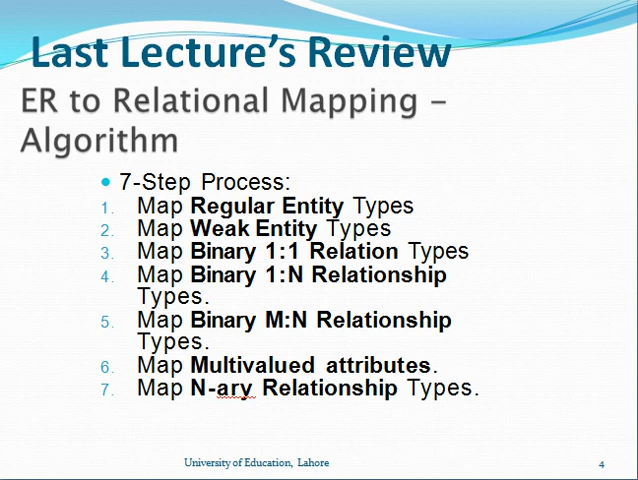 Last Lecture's Review
ER to Relational Mapping –
Algorithm
• 7-Step Process:
1. Map Regular Entity Types
2. Map Weak Entity Types
3. Map Binary 1:1 Relation Types
4. Map Binary 1:N Relationship
Types.
5. Map Binary M:N Relationship
Types.
6. Map Multivalued attributes.
7. Map N-ary Relationship Types.
University of Education, Lahore
4